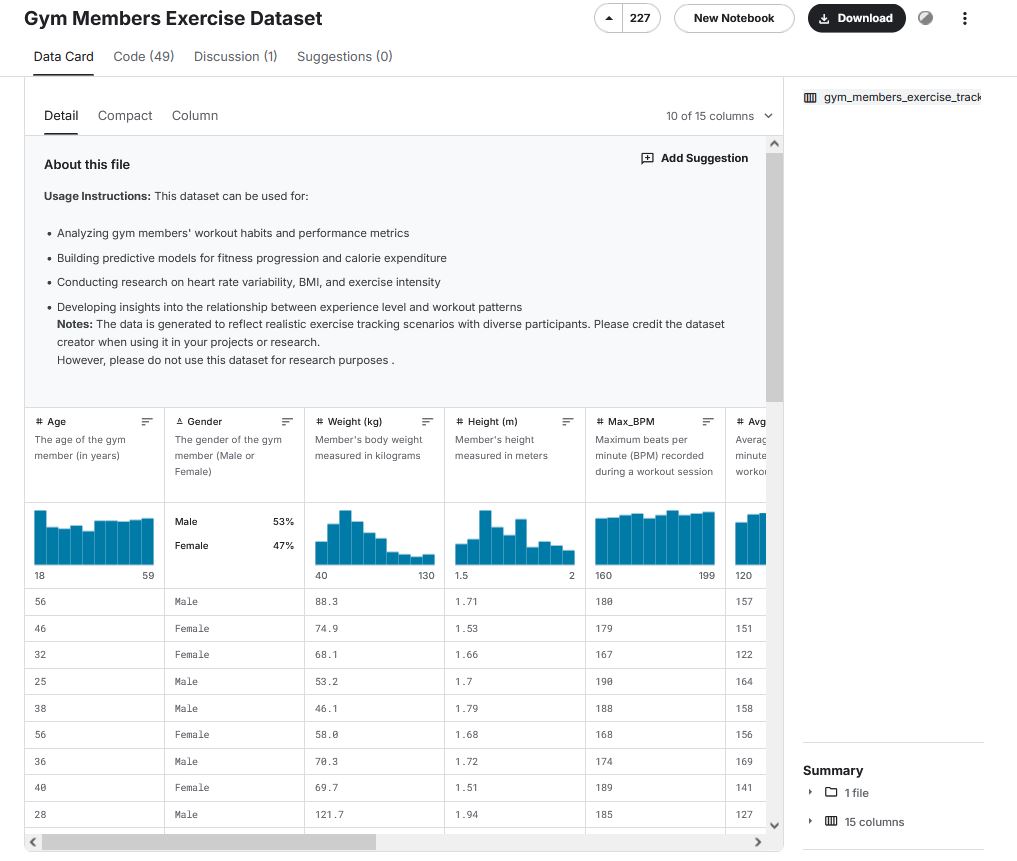 Gym Members Exercise Dataset
227
New Notebook
Download
Data Card Code (49) Discussion (1) Suggestions (0)
Detail Compact Column
10 of 15 columns
gym_members_exercise_track
About this file
Add Suggestion
Usage Instructions: This dataset can be used for:
• Analyzing gym members' workout habits and performance metrics
• Building predictive models for fitness progression and calorie expenditure
• Conducting research on heart rate variability, BMI, and exercise intensity
• Developing insights into the relationship between experience level and workout patterns
Notes: The data is generated to reflect realistic exercise tracking scenarios with diverse participants. Please credit the dataset
creator when using it in your projects or research.
However, please do not use this dataset for research purposes .
# Age
The age of the gym
member (in years)
Gender
The gender of the gym
member (Male or
Female)
# Weight (kg)
Member's body weight
measured in kilograms
# Height (m)
Member's height
measured in meters
# Max_BPM
Maximum beats per
minute (BPM) recorded
during a workout session
# Avg
Averag
minute
workou
18 59
Male 53%
Female 47%
40 130
1.5 2
160 199
120
56 Male 88.3 1.71 180 157
46 Female 74.9 1.53 179 151
32 Female 68.1 1.66 167 122
25 Male 53.2 1.7 190 164
38 Male 46.1 1.79 188 158
56 Female 58.0 1.68 168 156
36 Male 70.3 1.72 174 169
40 Female 69.7 1.51 189 141
28 Male 121.7 1.94 185 127
Summary
1 file
15 columns